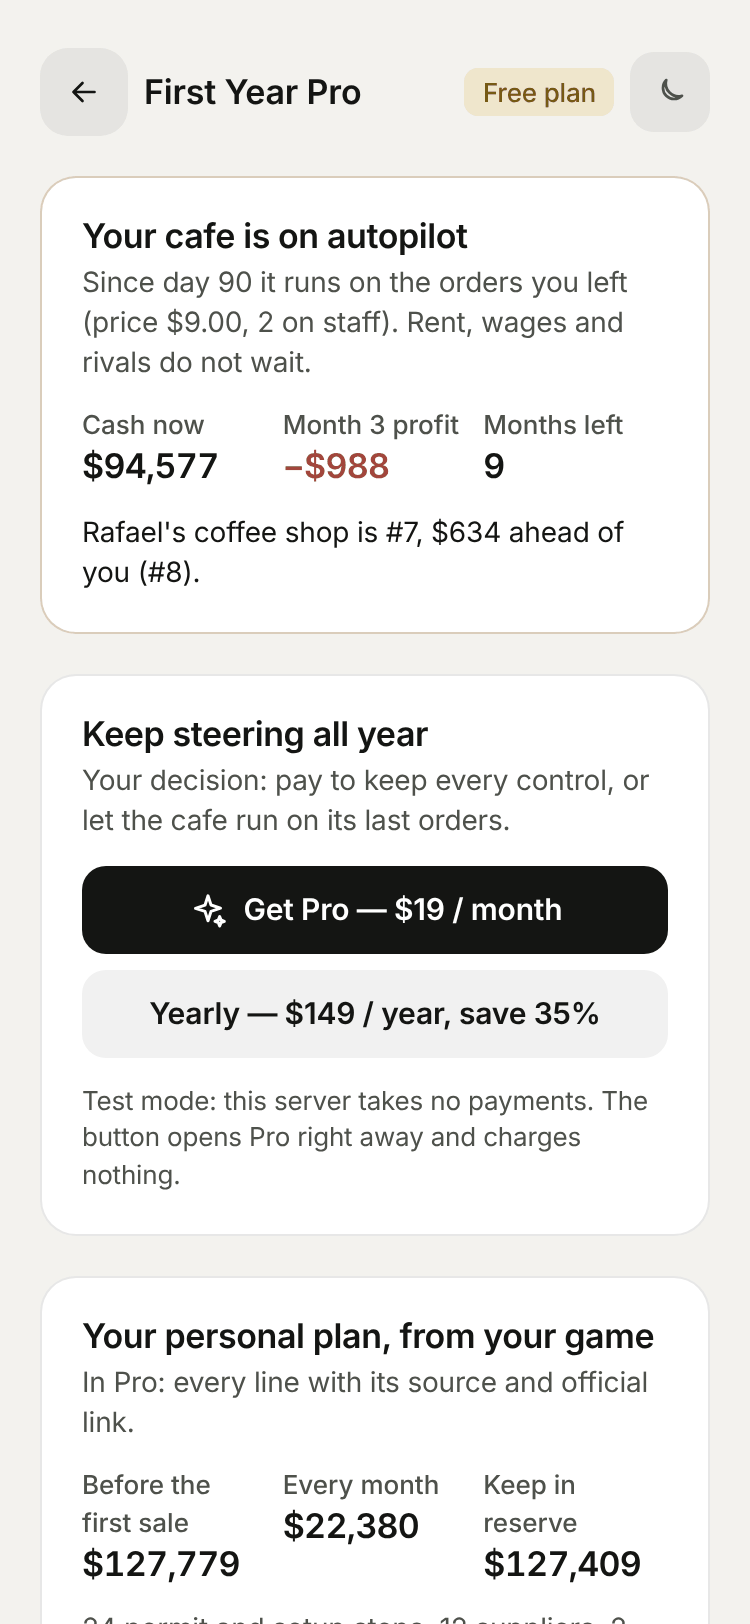 First Year Pro
Free plan
Your cafe is on autopilot
Since day 90 it runs on the orders you left
(price $9.00, 2 on staff). Rent, wages and
rivals do not wait.
Cash now
$94,577
Month 3 profit
–$988
Months left
9
Rafael's coffee shop is #7, $634 ahead of
you (#8).
Keep steering all year
Your decision: pay to keep every control, or
let the cafe run on its last orders.
Get Pro — $19 / month
Yearly — $149 / year, save 35%
Test mode: this server takes no payments. The
button opens Pro right away and charges
nothing.
Your personal plan, from your game
In Pro: every line with its source and official
link.
Before the
first sale
$127,779
Every month
$22,380
Keep in
reserve
$127,409